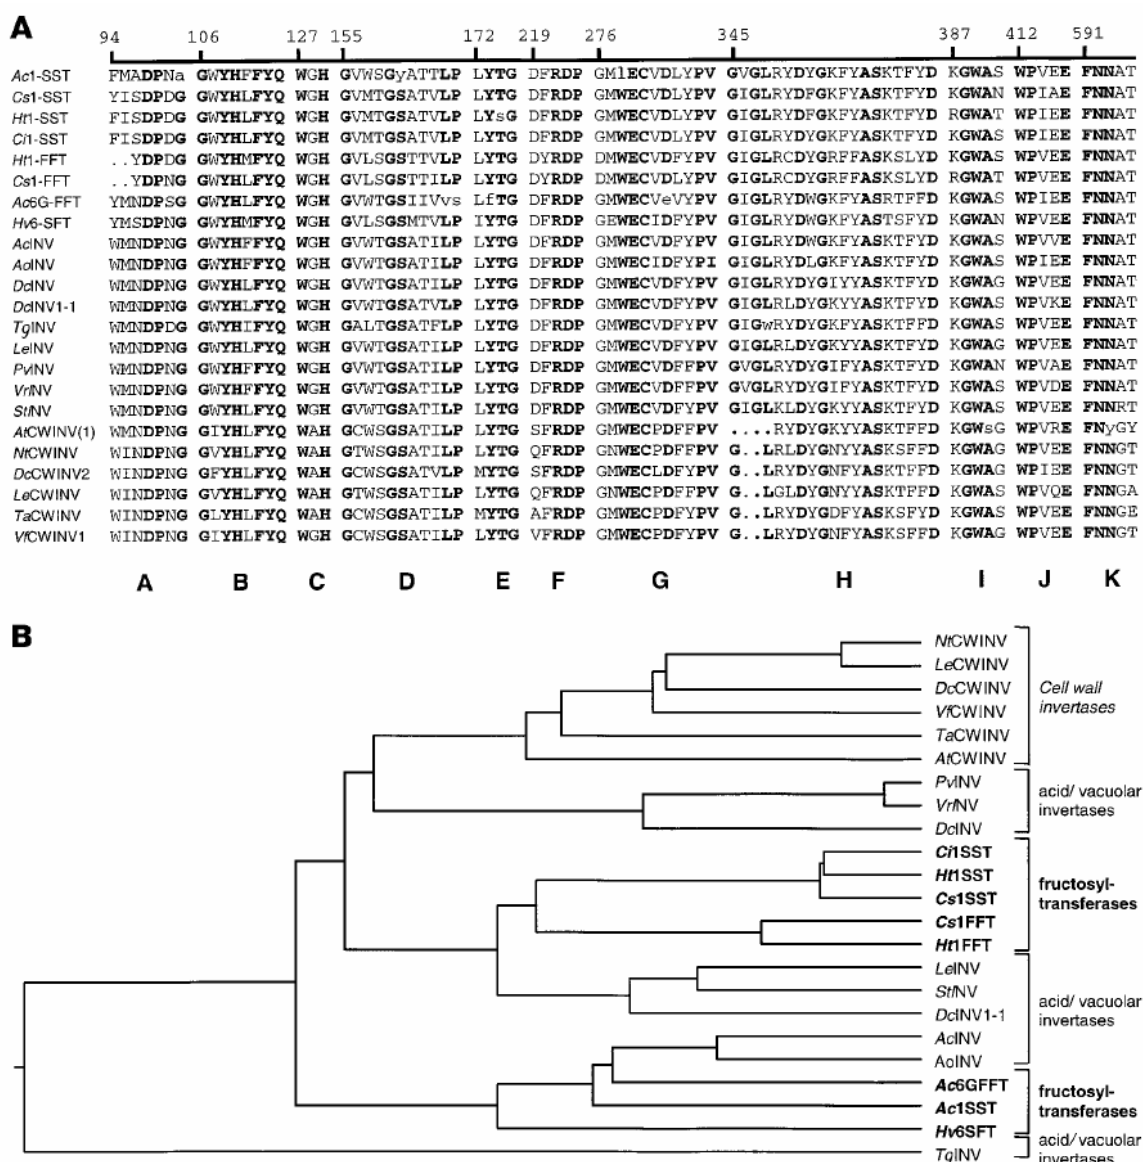 A
94 106 127 155 172 219 276 345 387 412 591
Ac1-SST FMADPNa GWYHFFYQ WGH GVWSGyATTLP LYTG DFRDP GMlECVDLYPV GVGLRYDYGKFYASKTFYD KGWAS WPVEE FNNAT
Cs1-SST YISDPDG GWYHLFYQ WGH GVMTGSATVLP LYTG DFRDP GMWECVDLYPV GVGLRYDFGKFYASKTFYD KGWAN WPIAE FNNAT
Ht1-SST FISDPDG GWYHLFYQ WGH GVMTGSATVLP LYsG DFRDP GMWECVDLYPV GVGLRYDFGKFYASKTFYD RGWAT WPIEE FNNAT
Ci1-SST FISDPDG GWYHLFYQ WGH GVMTGSATVLP LYTG DFRDP GMWECVDLYPV GVGLRYDFGKFYASKTFYD KGWAS WPIEE FNNAT
Ht1-FFT ..YDPDG GWYHMFYQ WGH GVLSGSTTVLP LYTG DYRDP DMWECVDLYPV GIGLRCDYGRFFASKSLYD KGWAS WPVEE FNNAT
Cs1-FFT ..YDPNG GWYHLFYQ WGH GVLSGSTTILP LYTG DYRDP DMWECVDLYPV GIGLRCDYGRFFASKSLYD RGWAT WPVEE FNNAT
Ac6G-FFT YMNDPSG GWYHLFYQ WGH GVWTGSIIVvs LfTG DFRDP GMWECVeVYPV GIGLRYDWGKFYASKTFYD KGWAS WPIEE FNNAT
Hv6-SFT YMSDPNG GWYHMFYQ WGH GVLSGSMTVLP IYTG DFRDP GEWECIDFYPV GIGLRYDWGKFYASTSFYD KGWAN WPVEE FNNAT
AcINV WMNDPNG GWYHFFYQ WGH GVWTGSATILP LYTG DFRDP GMWECVDFYPV GIGLRYDWGKFYASKTFYD KGWAS WPVVE FNNAT
AoINV WMNDPNG GWYHFFYQ WGH GVWTGSATILP LYTG DFRDP GMWECIDFYPI GIGLRYDLGKFYASKTFYD KGWAS WPIEE FNNAT
DcINV WMNDPNG GWYHLFYQ WGH GVWTGSATILP LYTG DFRDP GMWECVDFYPV GIGLRYDYGIYYASKTFYD KGWAG WPVEE FNNAT
DcINV1-1 WMNDPNG GWYHLFYQ WGH GVWTGSATVLP LYTG DFRDP GMWECVDFYPV GIGLRLDYGKYYASKTFYD KGWAS WPVKE FNNAT
TgINV WMNDPDG GWYHIFYQ WGH GALTGSATFLP LYTG DFRDP GMWECVDFYPV GIGwRYDYGKFYASKTFFD KGWAS WPVEE FNNAT
LeINV WMNDPNG GWYHLFYQ WGH GVWTGSATILP LYTG DFRDP GMWECVDFYPV GIGLRLDYGKYYASKTFYD KGWVG WPVEE FNNAT
PvINV WMNDPNG GWYHFFYQ WGH GVWTGSATILP LYTG DFRDP GMWECVDFFPV GVGLRYDYGIFYASKTFYD KGWAN WPVAE FNNAT
VrINV WMNDPNG GWYHFFYQ WGH GVWTGSATILP LYTG DFRDP GMWECVDFFPV GVGLRYDYGIFYASKTFYD KGWAE WPVDE FNNAT
StINV WMNDPNG GWYHLFYQ WGH GVWTGSATILP LYTG DFRDP GMWECVDFYPV GIGLKLDYGKYYASKTFYD KGWAS WPVEE FNNRT
AtCWINV(1) WMNDPNG GIYHLFYQ WAH GCWSGSATILP LYTG SFRDP GMWECVDFYPV ....RYDYGKYYASKTFYD KGWsG WPVRE FNyGY
NtCWINV WINDPNG GVYHLFYQ WAH GTWSGSATILP LYTG QFRDP GNWECPDFFPV G..LRYDYGKYYASKSFFD KGWAG WPVEE FNNGT
DcCWINV2 WINDPNG GFYHLFYQ WAH GCWSGSATVLP MYTG SFRDP GMWECLDFYPV G..LRYDYGNFYASKTFFD KGWAG WPIEE FNNGT
LeCWINV WINDPNG GVYHLFYQ WAH GTWSGSATILP LYTG QFRDP GNWECPDFFPV G..LGLDYGNYYASKTFFD KGWAS WPVQE FNNGA
TaCWINV WINDPNG GLYHLFYQ WAH GCWSGSATILP MYTG AFRDP GMWECPDFYPV G..LRYDYGDFYASKSFFD KGWAS WPVEE FNNGE
VfCWINV1 WINDPNG GIYHLFYQ WGH GCWSGSATILP LYTG VFRDP GMWECPDFYPV G..LRYDYGNFYASKSFFD KGWAG WPVEE FNNGT
A B C D E F G H I J K
B
NtCWINV
LeCWINV
DcCWINV
VfCWINV
TaCWINV
AtCWINV
Cell wall
invertases
PvINV
VrINV
DcINV
acid/ vacuolar
invertases
Ci1SST
Ht1SST
Cs1SST
Cs1FFT
Ht1FFT
fructosyl-
transferases
LeINV
StINV
DcINV1-1
AcINV
AoINV
acid/ vacuolar
invertases
Ac6GFFT
Ac1SST
Hv6SFT
fructosyl-
transferases
TgINV
acid/ vacuolar
invertases